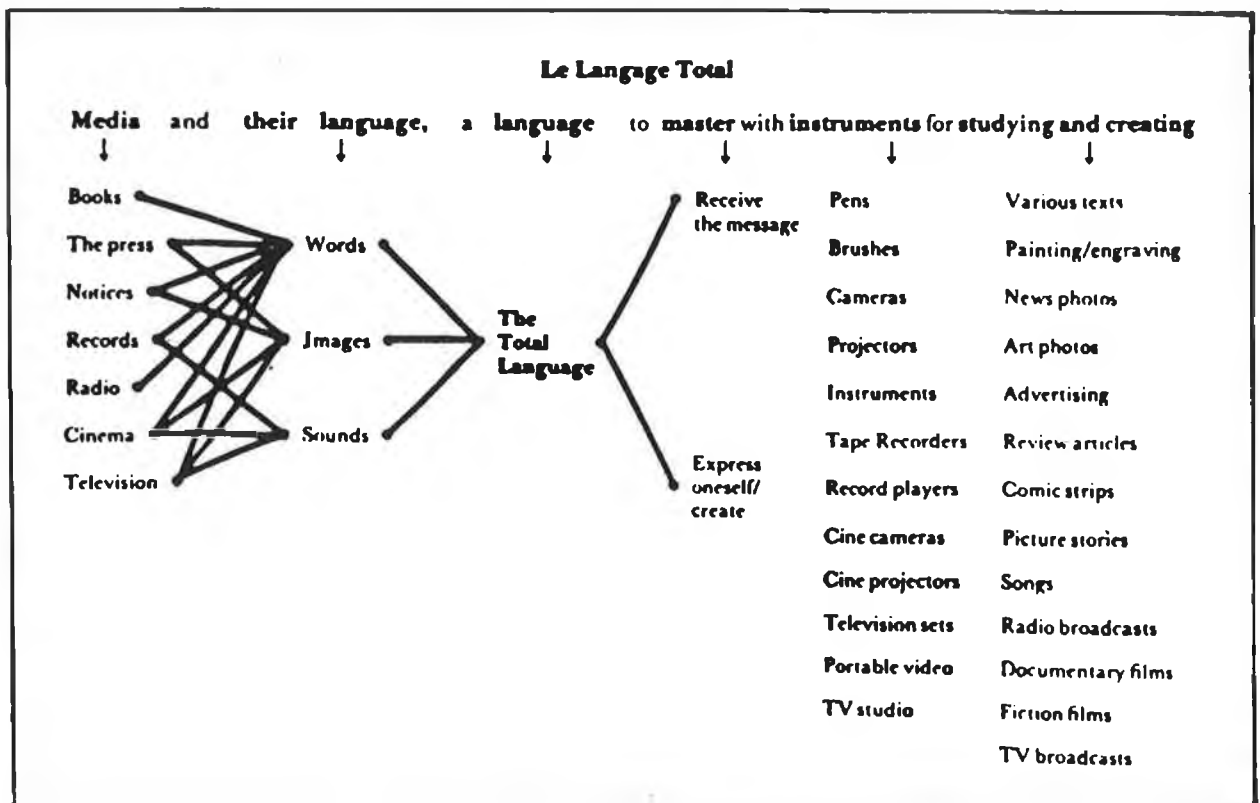 Le Langage Total
Media and their language, a language to master with instruments for studying and creating
Books
The press
Notices
Records
Radio
Cinema
Television
Words
Images
Sounds
The
Total
Language
Receive
the message
Express
oneself/
create
Pens
Brushes
Cameras
Projectors
Instruments
Tape Recorders
Record players
Cine cameras
Cine projectors
Television sets
Portable video
TV studio
Various texts
Painting/engraving
News photos
Art photos
Advertising
Review articles
Comic strips
Picture stories
Songs
Radio broadcasts
Documentary films
Fiction films
TV broadcasts